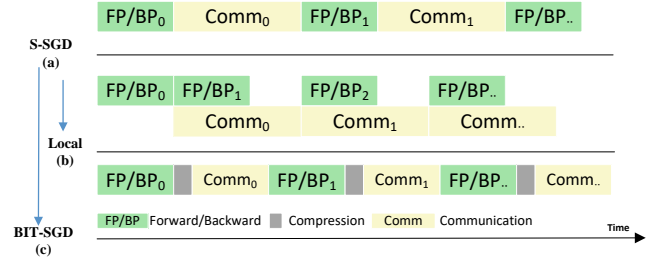 FP/BP₀ Comm₀ FP/BP₁ Comm₁ FP/BP..
S-SGD
(a)
FP/BP₀ FP/BP₁ FP/BP₂ FP/BP..
Comm₀ Comm₁ Comm..
Local
(b)
FP/BP₀ Comm₀ FP/BP₁ Comm₁ FP/BP.. Comm..
FP/BP Forward/Backward Compression Comm Communication Time
BIT-SGD
(c)